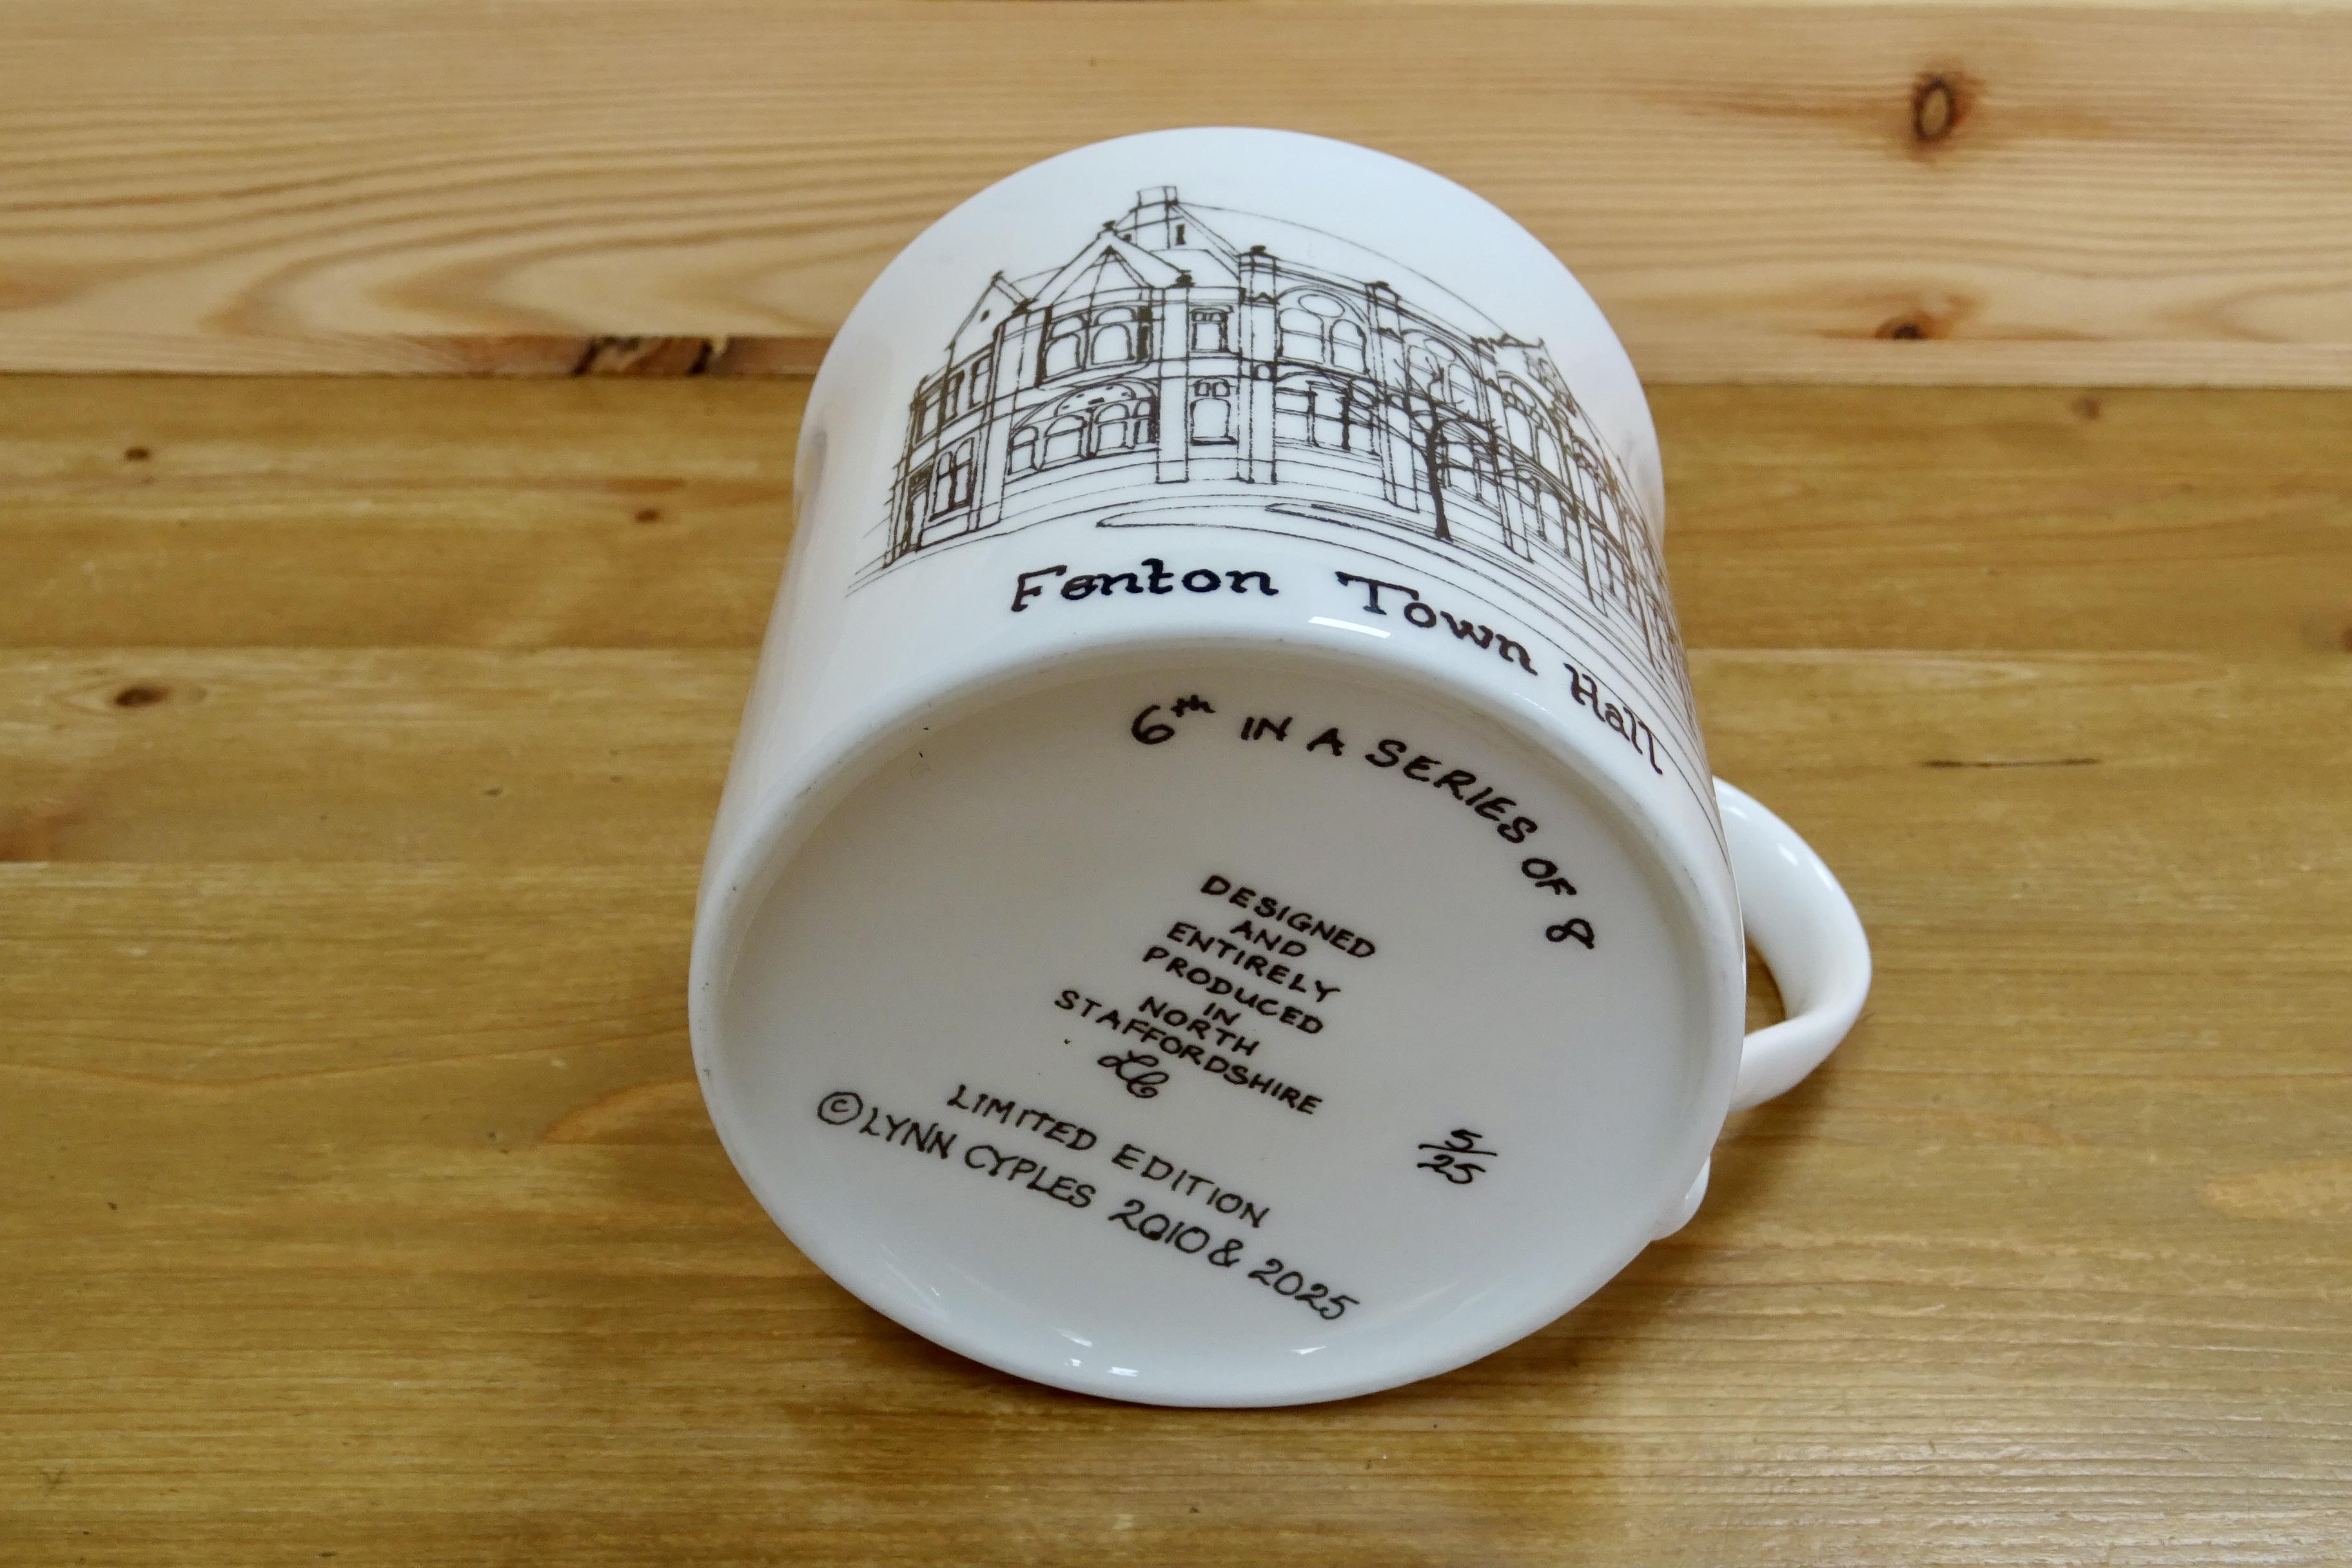 Fenton Town Hall
6th IN A SERIES OF 8
DESIGNED
AND
ENTIRELY
PRODUCED
IN
NORTH
STAFFORDSHIRE
LC
5/25
LIMITED EDITION
© LYNN CYPLES 2010 & 2025